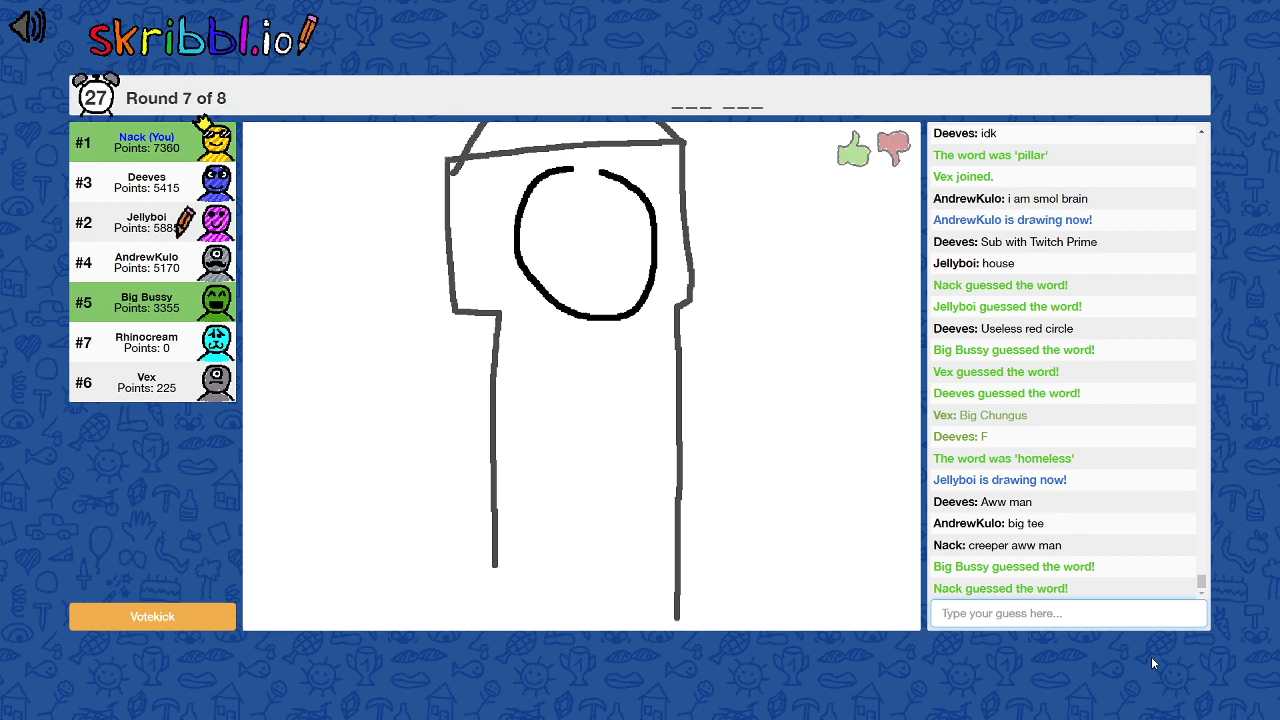 skribbl.io
27
Round 7 of 8
___ ___
#1
Nack (You)
Points: 7360
#3
Deeves
Points: 5415
#2
Jellyboi
Points: 588
#4
AndrewKulo
Points: 5170
#5
Big Bussy
Points: 3355
#7
Rhinocream
Points: 0
#6
Vex
Points: 225
Votekick
Deeves: idk
The word was 'pillar'
Vex joined.
AndrewKulo: i am smol brain
AndrewKulo is drawing now!
Deeves: Sub with Twitch Prime
Jellyboi: house
Nack guessed the word!
Jellyboi guessed the word!
Deeves: Useless red circle
Big Bussy guessed the word!
Vex guessed the word!
Deeves guessed the word!
Vex: Big Chungus
Deeves: F
The word was 'homeless'
Jellyboi is drawing now!
Deeves: Aww man
AndrewKulo: big tee
Nack: creeper aww man
Big Bussy guessed the word!
Nack guessed the word!
Type your guess here...